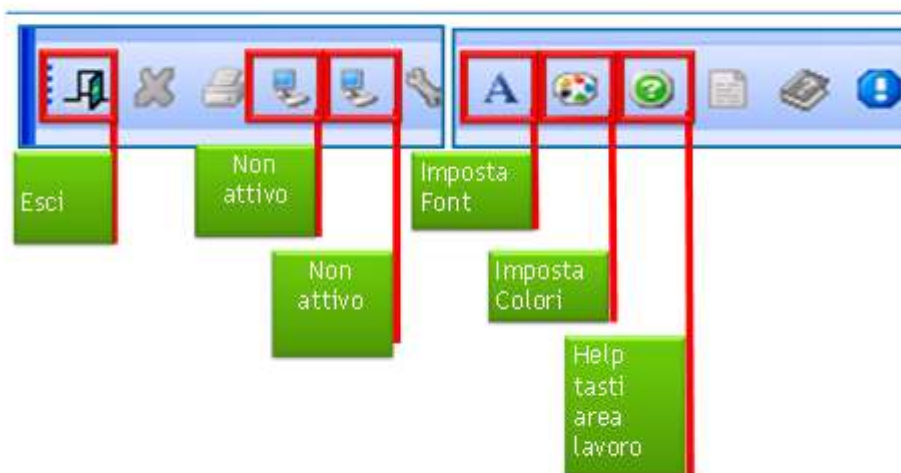 A
Esci
Non
attivo
Non
attivo
Imposta
Font
Imposta
Colori
Help
tasti
area
lavoro